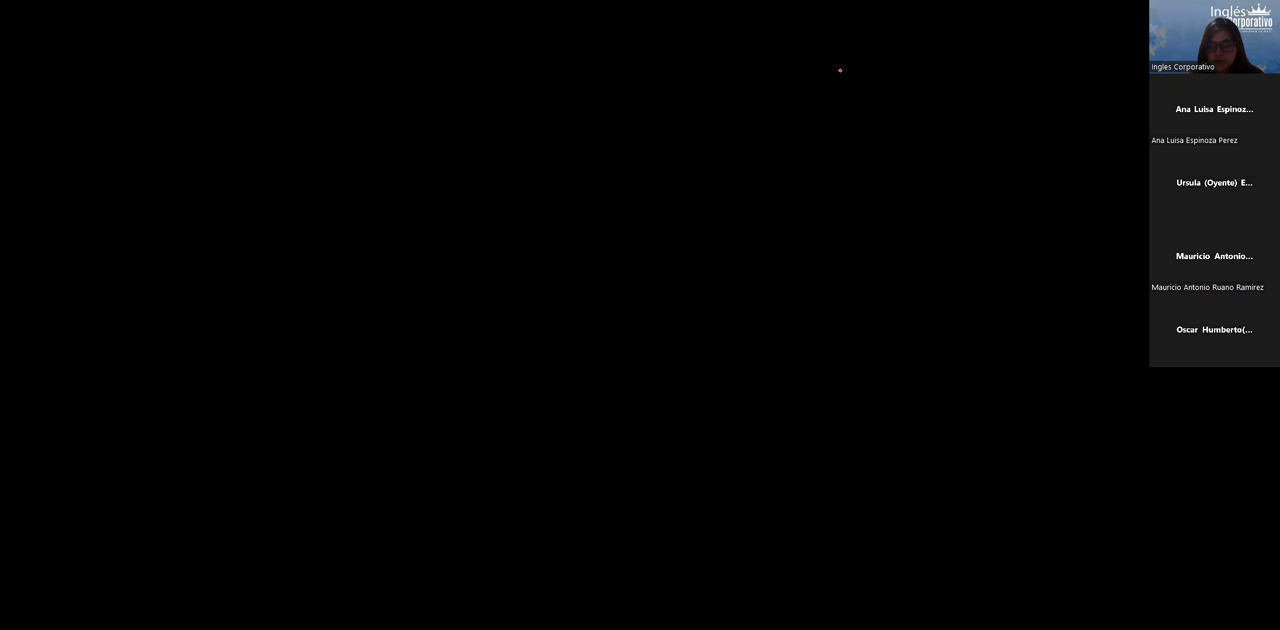 Inglés
Corporativo
Ingles Corporativo
Ana Luisa Espinoz...
Ana Luisa Espinoza Perez
Ursula (Oyente) E...
Mauricio Antonio...
Mauricio Antonio Ruano Ramirez
Oscar Humberto(...